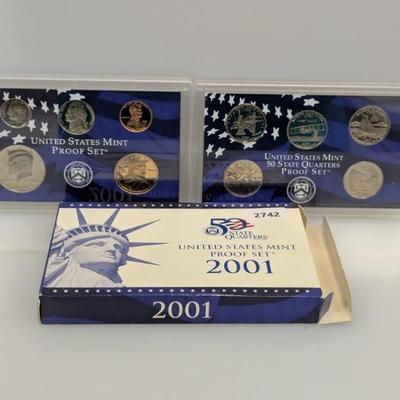 UNITED STATES MINT
PROOF SET
2001
UNITED STATES MINT
50 STATE QUARTERS
PROOF SET
50
STATE
QUARTERS
2742
UNITED STATES MINT
PROOF SET
2001
2001